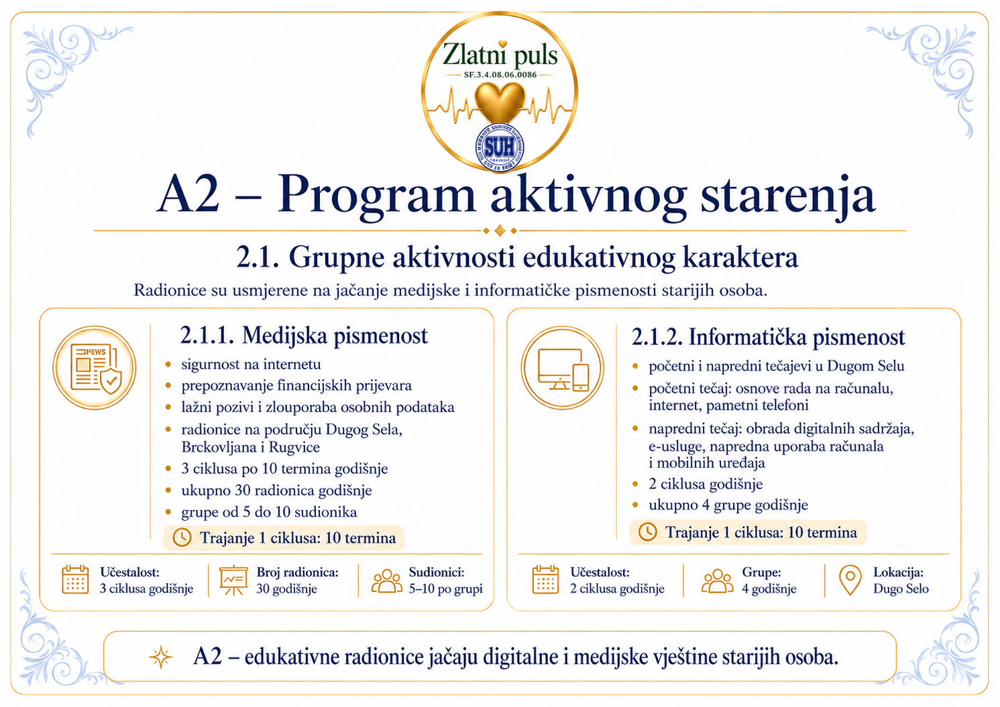 Zlatni puls
SF.3.4.08.06.0086
SUH
A2 – Program aktivnog starenja
2.1. Grupne aktivnosti edukativnog karaktera
Radionice su usmjerene na jačanje medijske i informatičke pismenosti starijih osoba.
NEWS
2.1.1. Medijska pismenost
• sigurnost na internetu
• prepoznavanje financijskih prijevara
• lažni pozivi i zlouporaba osobnih podataka
• radionice na području Dugog Sela,
Brckovljana i Rugvice
• 3 ciklusa po 10 termina godišnje
• ukupno 30 radionica godišnje
• grupe od 5 do 10 sudionika
Trajanje 1 ciklusa: 10 termina
Učestalost:
3 ciklusa godišnje
Broj radionica:
30 godišnje
Sudionici:
5–10 po grupi
2.1.2. Informatička pismenost
• početni i napredni tečajevi u Dugom Selu
• početni tečaj: osnove rada na računalu,
internet, pametni telefoni
• napredni tečaj: obrada digitalnih sadržaja,
e-usluge, napredna uporaba računala
i mobilnih uređaja
• 2 ciklusa godišnje
• ukupno 4 grupe godišnje
Trajanje 1 ciklusa: 10 termina
Učestalost:
2 ciklusa godišnje
Grupe:
4 godišnje
Lokacija:
Dugo Selo
A2 – edukativne radionice jačaju digitalne i medijske vještine starijih osoba.